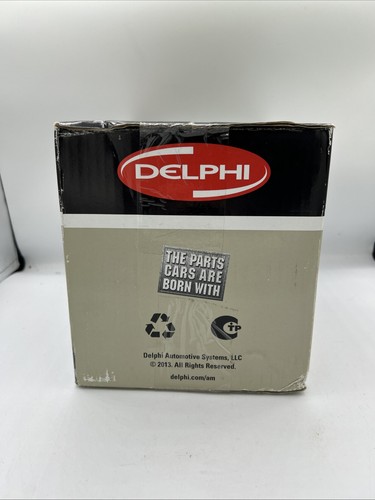 DELPHI
THE PARTS
CARS ARE
BORN WITH
Delphi Automotive Systems, LLC
© 2013. All Rights Reserved.
delphi.com/am